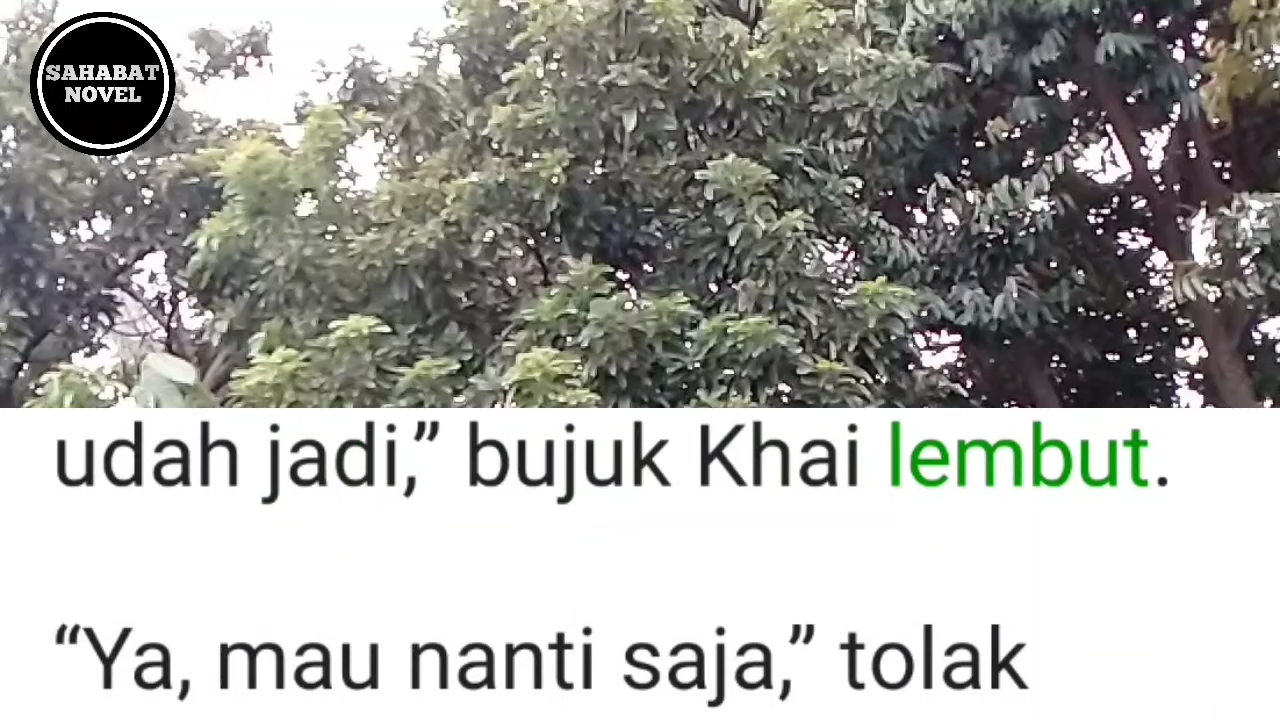 SAHABAT
NOVEL
udah jadi,” bujuk Khai lembut.
“Ya, mau nanti saja,” tolak